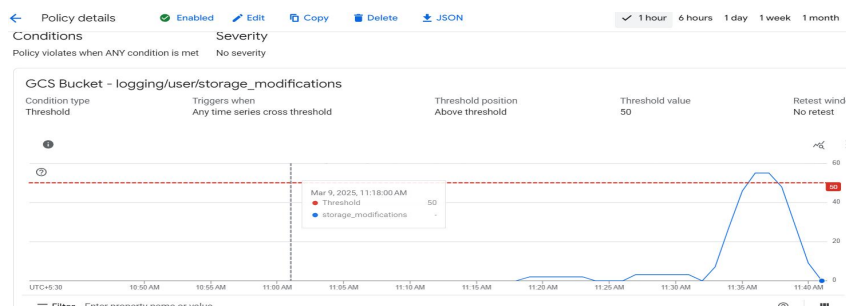 Policy details Enabled Edit Copy Delete JSON 1 hour 6 hours 1 day 1 week 1 month
Conditions Severity
Policy violates when ANY condition is met No severity
GCS Bucket - logging/user/storage_modifications
Condition type Triggers when Threshold position Threshold value Retest wind
Threshold Any time series cross threshold Above threshold 50 No retest
60
Mar 9, 2025, 11:18:00 AM
Threshold 50
50
storage_modifications -
40
20
0
UTC+5:30 10:50 AM 10:55 AM 11:00 AM 11:05 AM 11:10 AM 11:15 AM 11:20 AM 11:25 AM 11:30 AM 11:35 AM 11:40 AM
Filter Enter property name or value